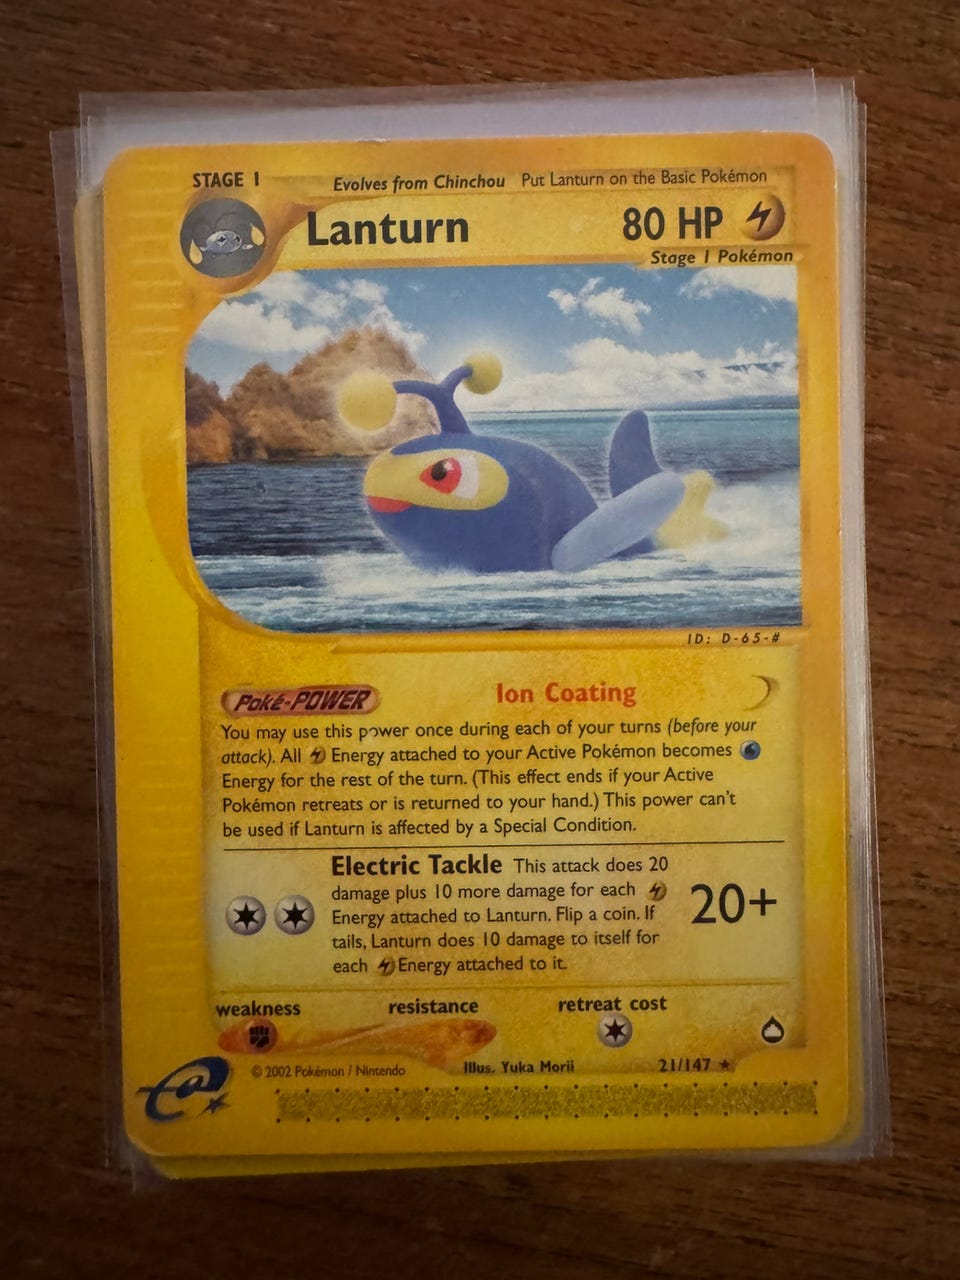 STAGE 1 Evolves from Chinchou Put Lanturn on the Basic Pokémon
Lanturn 80 HP
Stage 1 Pokémon
ID: D-65-#
Poké-POWER Ion Coating
You may use this power once during each of your turns (before your
attack). All Energy attached to your Active Pokémon becomes
Energy for the rest of the turn. (This effect ends if your Active
Pokémon retreats or is returned to your hand.) This power can't
be used if Lanturn is affected by a Special Condition.
Electric Tackle This attack does 20
damage plus 10 more damage for each
Energy attached to Lanturn. Flip a coin. If
tails, Lanturn does 10 damage to itself for
each Energy attached to it.
20+
weakness resistance retreat cost
© 2002 Pokémon / Nintendo Illus. Yuka Morii 21/147 ★
e